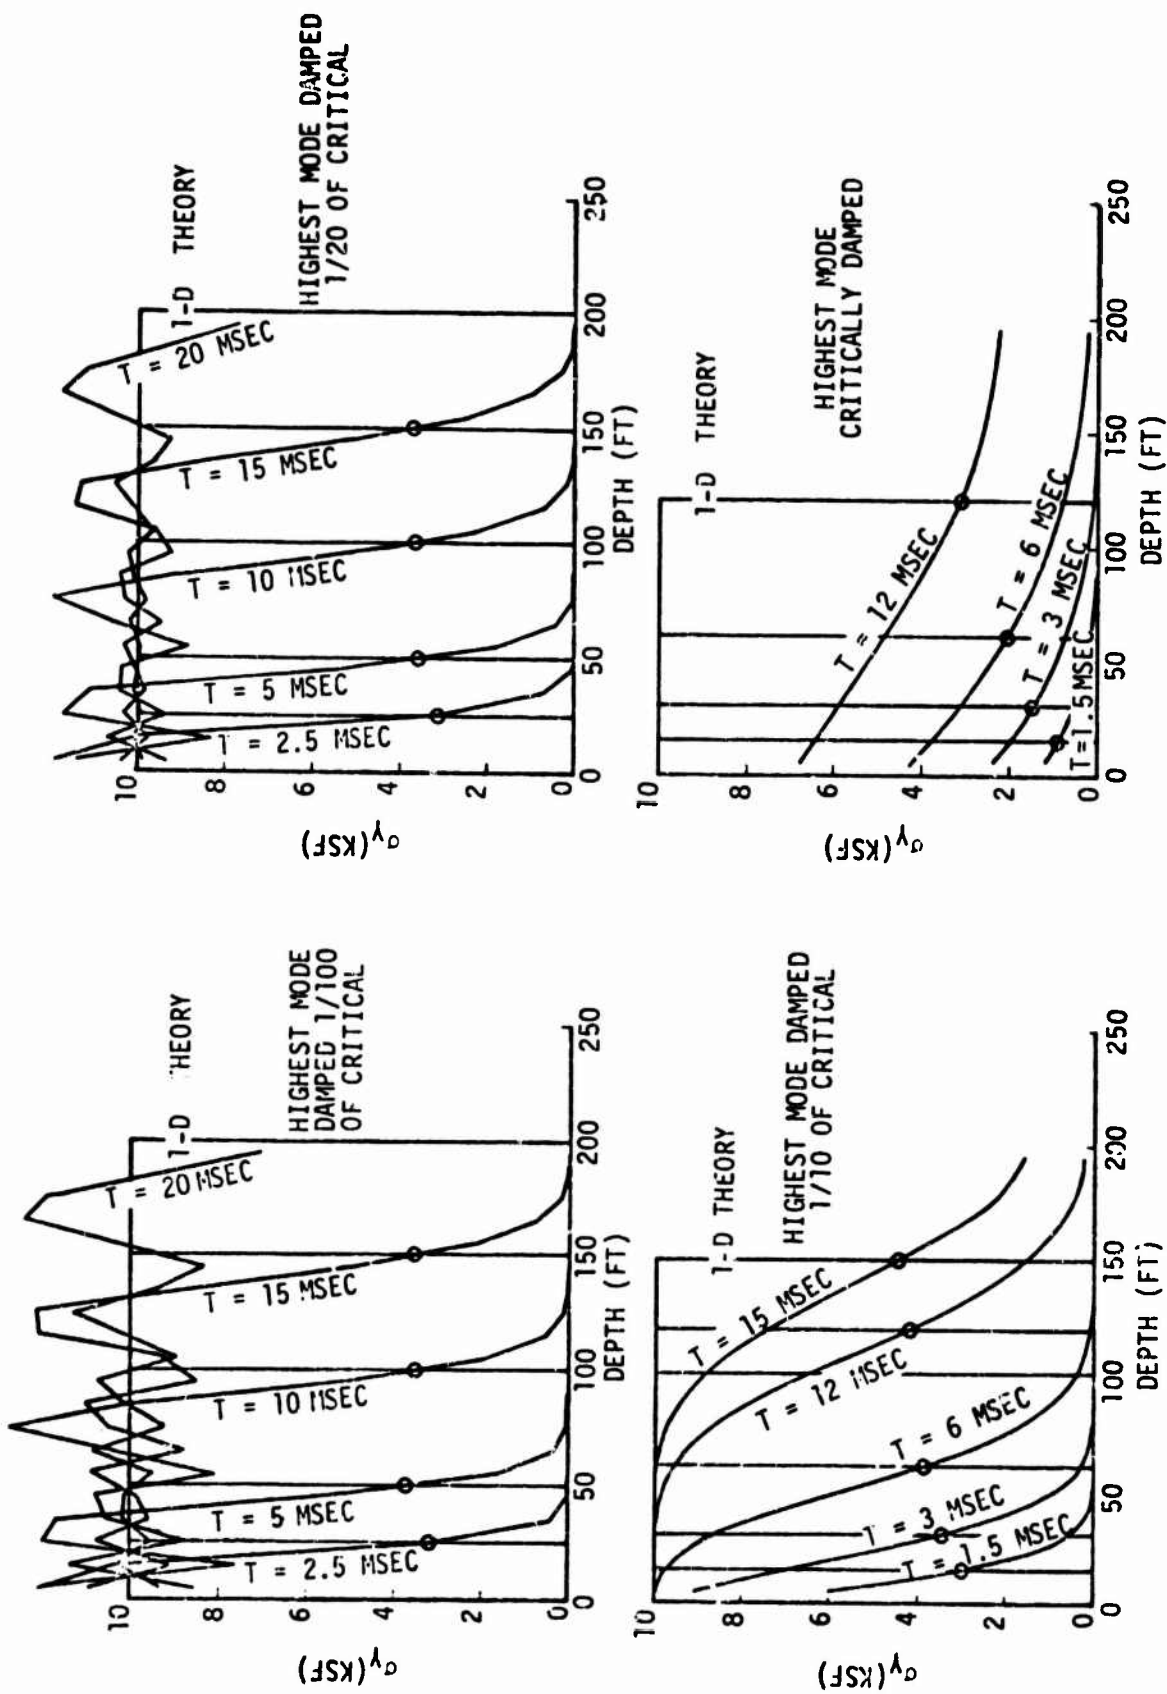 10
8
6
4
2
0
σy(KSF)
T = 2.5 MSEC
T = 5 MSEC
T = 10 MSEC
T = 15 MSEC
T = 20 MSEC
1-D THEORY
HIGHEST MODE
DAMPED 1/100
OF CRITICAL
0
50
100
150
200
250
DEPTH (FT)
10
8
6
4
2
0
σy(KSF)
T = 2.5 MSEC
T = 5 MSEC
T = 10 MSEC
T = 15 MSEC
T = 20 MSEC
1-D THEORY
HIGHEST MODE DAMPED
1/20 OF CRITICAL
0
50
100
150
200
250
DEPTH (FT)
10
8
6
4
2
0
σy(KSF)
T = 1.5 MSEC
T = 3 MSEC
T = 6 MSEC
T = 12 MSEC
T = 15 MSEC
1-D THEORY
HIGHEST MODE DAMPED
1/10 OF CRITICAL
0
50
100
150
200
250
DEPTH (FT)
10
8
6
4
2
0
σy(KSF)
T=1.5MSEC
T = 3 MSEC
T = 6 MSEC
T = 12 MSEC
1-D THEORY
HIGHEST MODE
CRITICALLY DAMPED
0
50
100
150
200
250
DEPTH (FT)